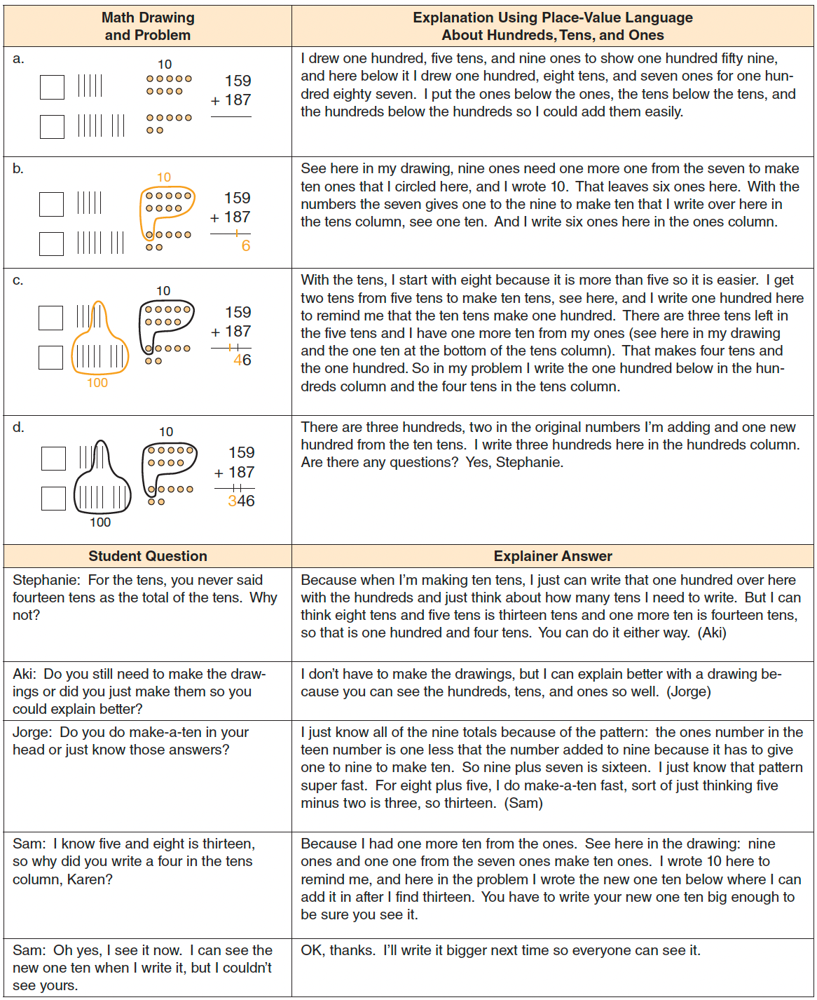 Math Drawing
and Problem
Explanation Using Place-Value Language
About Hundreds, Tens, and Ones
a.
10
159
+ 187
I drew one hundred, five tens, and nine ones to show one hundred fifty nine,
and here below it I drew one hundred, eight tens, and seven ones for one hun-
dred eighty seven. I put the ones below the ones, the tens below the tens, and
the hundreds below the hundreds so I could add them easily.
b.
10
159
+ 187
6
See here in my drawing, nine ones need one more one from the seven to make
ten ones that I circled here, and I wrote 10. That leaves six ones here. With the
numbers the seven gives one to the nine to make ten that I write over here in
the tens column, see one ten. And I write six ones here in the ones column.
c.
10
159
+ 187
46
100
With the tens, I start with eight because it is more than five so it is easier. I get
two tens from five tens to make ten tens, see here, and I write one hundred here
to remind me that the ten tens make one hundred. There are three tens left in
the five tens and I have one more ten from my ones (see here in my drawing
and the one ten at the bottom of the tens column). That makes four tens and
the one hundred. So in my problem I write the one hundred below in the hun-
dreds column and the four tens in the tens column.
d.
10
159
+ 187
346
100
There are three hundreds, two in the original numbers I'm adding and one new
hundred from the ten tens. I write three hundreds here in the hundreds column.
Are there any questions? Yes, Stephanie.
Student Question
Explainer Answer
Stephanie: For the tens, you never said
fourteen tens as the total of the tens. Why
not?
Because when I'm making ten tens, I just can write that one hundred over here
with the hundreds and just think about how many tens I need to write. But I can
think eight tens and five tens is thirteen tens and one more ten is fourteen tens,
so that is one hundred and four tens. You can do it either way. (Aki)
Aki: Do you still need to make the draw-
ings or did you just make them so you
could explain better?
I don't have to make the drawings, but I can explain better with a drawing be-
cause you can see the hundreds, tens, and ones so well. (Jorge)
Jorge: Do you do make-a-ten in your
head or just know those answers?
I just know all of the nine totals because of the pattern: the ones number in the
teen number is one less that the number added to nine because it has to give
one to nine to make ten. So nine plus seven is sixteen. I just know that pattern
super fast. For eight plus five, I do make-a-ten fast, sort of just thinking five
minus two is three, so thirteen. (Sam)
Sam: I know five and eight is thirteen,
so why did you write a four in the tens
column, Karen?
Because I had one more ten from the ones. See here in the drawing: nine
ones and one one from the seven ones make ten ones. I wrote 10 here to
remind me, and here in the problem I wrote the new one ten below where I can
add it in after I find thirteen. You have to write your new one ten big enough to
be sure you see it.
Sam: Oh yes, I see it now. I can see the
new one ten when I write it, but I couldn't
see yours.
OK, thanks. I'll write it bigger next time so everyone can see it.